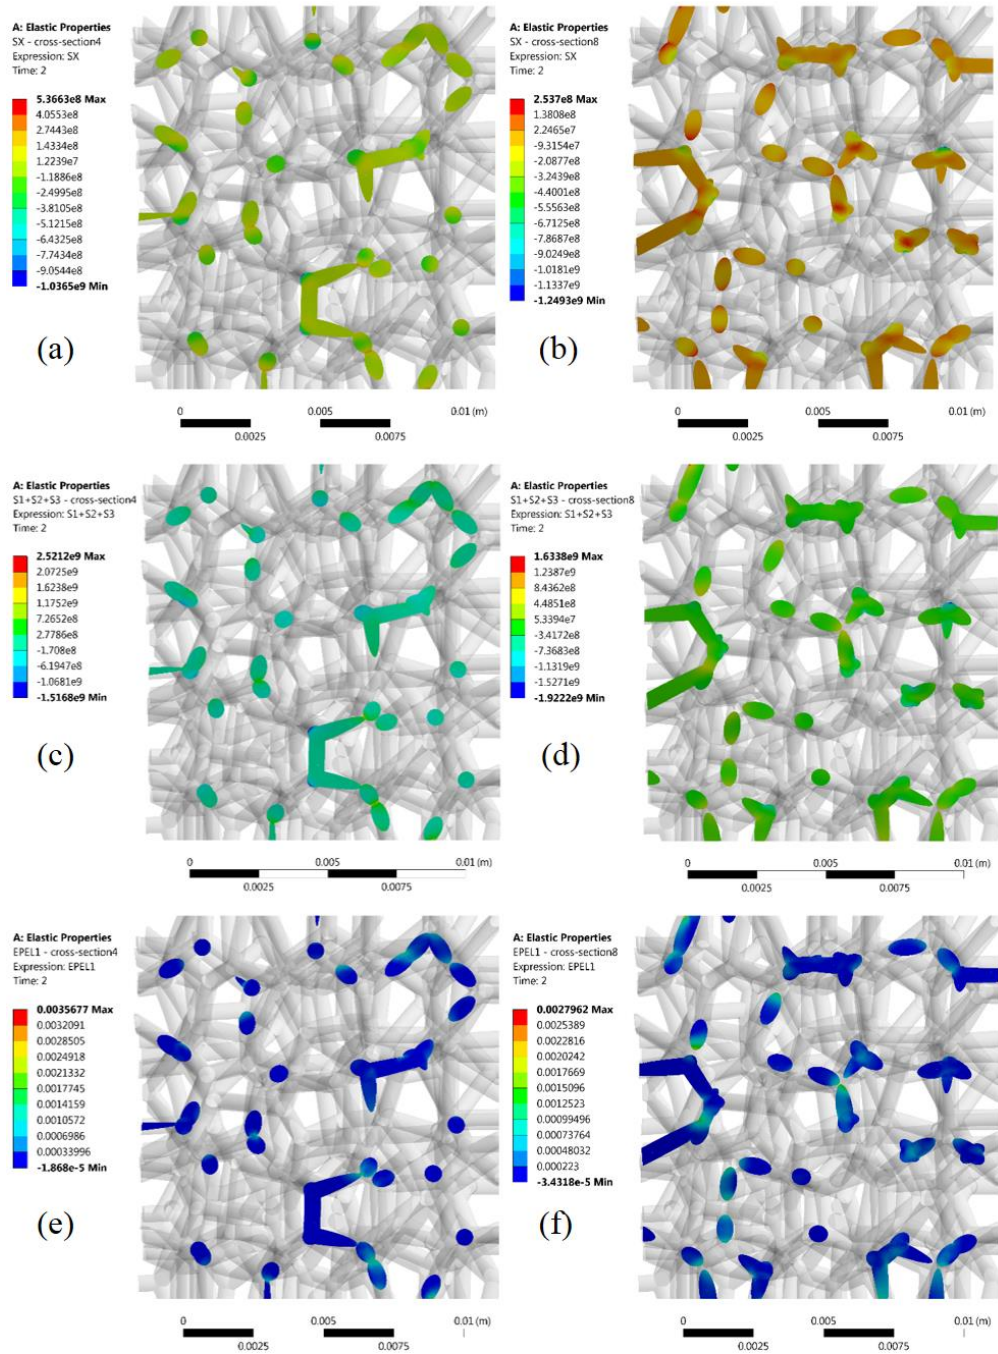 A: Elastic Properties
SX - cross-section4
Expression: SX
Time: 2
5.3663e8 Max
4.0553e8
2.7443e8
1.4334e8
1.2239e7
-1.1886e8
-2.4995e8
-3.8105e8
-5.1215e8
-6.4325e8
-7.7434e8
-9.0544e8
-1.0365e9 Min
(a)
0
0.005
0.01 (m)
0.0025
0.0075
A: Elastic Properties
SX - cross-section8
Expression: SX
Time: 2
2.537e8 Max
1.3808e8
2.2465e7
-9.3154e7
-2.0877e8
-3.2439e8
-4.4001e8
-5.5563e8
-6.7125e8
-7.8687e8
-9.0249e8
-1.0181e9
-1.1337e9
-1.2493e9 Min
(b)
0
0.005
0.01 (m)
0.0025
0.0075
A: Elastic Properties
S1+S2+S3 - cross-section4
Expression: S1+S2+S3
Time: 2
2.5212e9 Max
2.0725e9
1.6238e9
1.1752e9
7.2652e8
2.7786e8
-1.708e8
-6.1947e8
-1.0681e9
-1.5168e9 Min
(c)
0
0.005
0.01 (m)
0.0025
0.0075
A: Elastic Properties
S1+S2+S3 - cross-section8
Expression: S1+S2+S3
Time: 2
1.6338e9 Max
1.2387e9
8.4362e8
4.4851e8
5.3394e7
-3.4172e8
-7.3683e8
-1.1319e9
-1.5271e9
-1.9222e9 Min
(d)
0
0.005
0.01 (m)
0.0025
0.0075
A: Elastic Properties
EPEL1 - cross-section4
Expression: EPEL1
Time: 2
0.0035677 Max
0.0032091
0.0028505
0.0024918
0.0021332
0.0017745
0.0014159
0.0010572
0.0006986
0.00033996
-1.868e-5 Min
(e)
0
0.005
0.01 (m)
0.0025
0.0075
A: Elastic Properties
EPEL1 - cross-section8
Expression: EPEL1
Time: 2
0.0027962 Max
0.0025389
0.0022816
0.0020242
0.0017669
0.0015096
0.0012523
0.00099496
0.00073764
0.00048032
0.000223
-3.4318e-5 Min
(f)
0
0.005
0.01 (m)
0.0025
0.0075